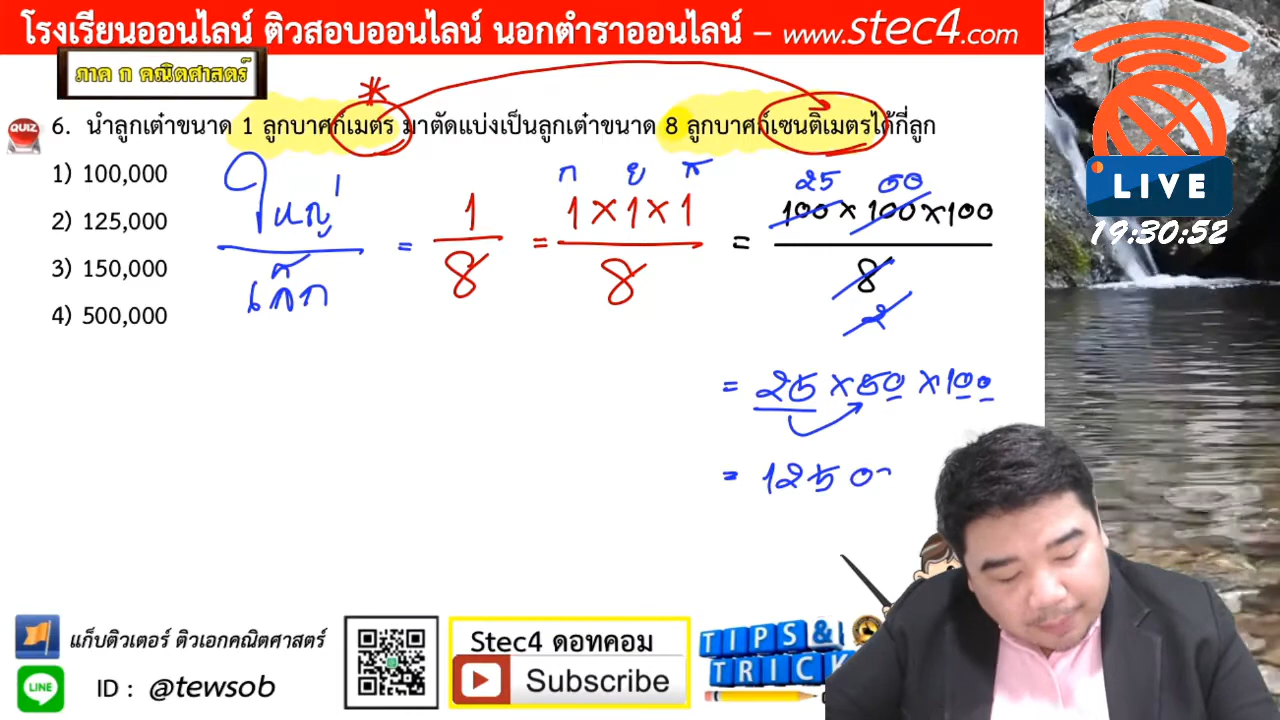 โรงเรียนออนไลน์ ติวสอบออนไลน์ นอกตำราออนไลน์ – www.stec4.com
ภาค ก คณิตศาสตร์
QUIZ
6. นำลูกเต๋าขนาด 1 ลูกบาศก์เมตร มาตัดแบ่งเป็นลูกเต๋าขนาด 8 ลูกบาศก์เซนติเมตรได้กี่ลูก
1) 100,000
2) 125,000
3) 150,000
4) 500,000
ใหญ่
เล็ก
= 1
8
ก ย ส
= 1 × 1 × 1
8
25 50
= 100 × 100 × 100
8
2
= 25 × 50 × 100
= 1250
LIVE
19:30:52
แก็บติวเตอร์ ติวเอกคณิตศาสตร์
LINE
ID : @tewsob
Stec4 ดอทคอม
Subscribe
TIPS &
TRICK